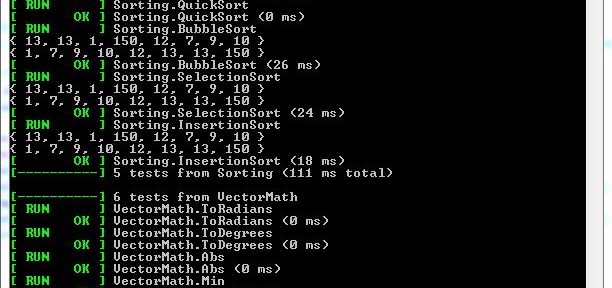 [ RUN      ] Sorting.QuickSort
[       OK ] Sorting.QuickSort (0 ms)
[ RUN      ] Sorting.BubbleSort
{ 13, 13, 1, 150, 12, 7, 9, 10 }
{ 1, 7, 9, 10, 12, 13, 13, 150 }
[       OK ] Sorting.BubbleSort (26 ms)
[ RUN      ] Sorting.SelectionSort
{ 13, 13, 1, 150, 12, 7, 9, 10 }
{ 1, 7, 9, 10, 12, 13, 13, 150 }
[       OK ] Sorting.SelectionSort (24 ms)
[ RUN      ] Sorting.InsertionSort
{ 13, 13, 1, 150, 12, 7, 9, 10 }
{ 1, 7, 9, 10, 12, 13, 13, 150 }
[       OK ] Sorting.InsertionSort (18 ms)
[----------] 5 tests from Sorting (111 ms total)
[----------] 6 tests from VectorMath
[ RUN      ] VectorMath.ToRadians
[       OK ] VectorMath.ToRadians (0 ms)
[ RUN      ] VectorMath.ToDegrees
[       OK ] VectorMath.ToDegrees (0 ms)
[ RUN      ] VectorMath.Abs
[       OK ] VectorMath.Abs (0 ms)
[ RUN      ] VectorMath.Min